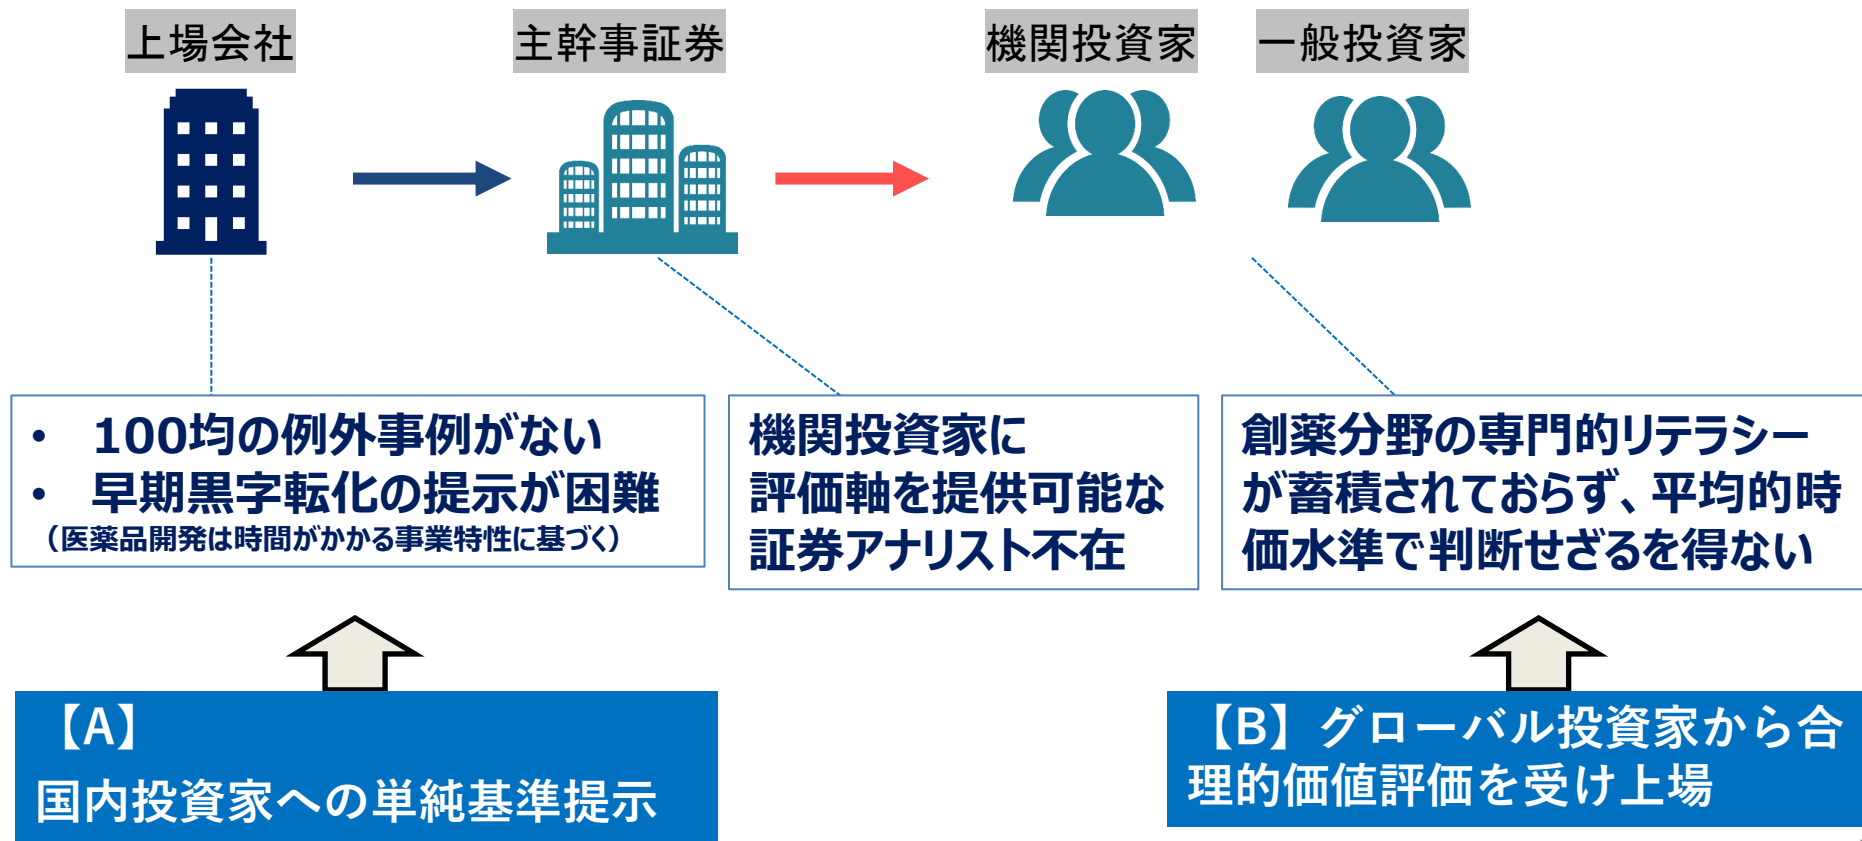 上場会社
主幹事証券
機関投資家
一般投資家
• 100均の例外事例がない
• 早期黒字転化の提示が困難
（医薬品開発は時間がかかる事業特性に基づく）
機関投資家に
評価軸を提供可能な
証券アナリスト不在
創薬分野の専門的リテラシー
が蓄積されておらず、平均的時
価水準で判断せざるを得ない
【A】
国内投資家への単純基準提示
【B】グローバル投資家から合
理的価値評価を受け上場